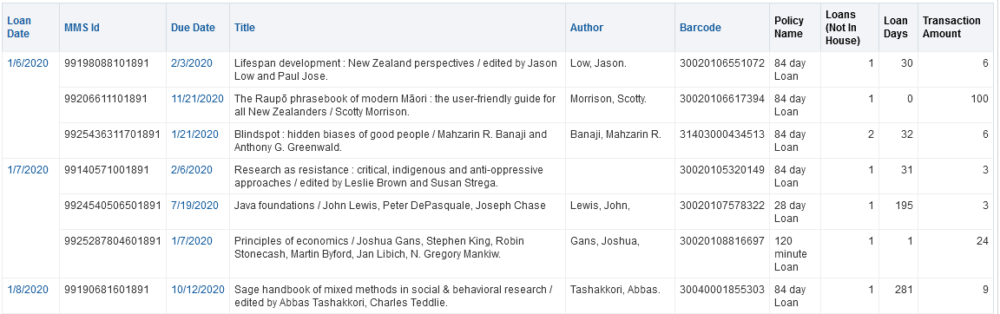 Loan Date MMS Id Due Date Title Author Barcode Policy Name Loans (Not In House) Loan Days Transaction Amount
1/6/2020 99198088101891 2/3/2020 Lifespan development : New Zealand perspectives / edited by Jason Low and Paul Jose. Low, Jason. 30020106551072 84 day Loan 1 30 6
99206611101891 11/21/2020 The Raupō phrasebook of modern Māori : the user-friendly guide for all New Zealanders / Scotty Morrison. Morrison, Scotty. 30020106617394 84 day Loan 1 0 100
9925436311701891 1/21/2020 Blindspot : hidden biases of good people / Mahzarin R. Banaji and Anthony G. Greenwald. Banaji, Mahzarin R. 31403000434513 84 day Loan 2 32 6
1/7/2020 99140571001891 2/6/2020 Research as resistance : critical, indigenous and anti-oppressive approaches / edited by Leslie Brown and Susan Strega. 30020105320149 84 day Loan 1 31 3
9924540506501891 7/19/2020 Java foundations / John Lewis, Peter DePasquale, Joseph Chase Lewis, John, 30020107578322 28 day Loan 1 195 3
9925287804601891 1/7/2020 Principles of economics / Joshua Gans, Stephen King, Robin Stonecash, Martin Byford, Jan Libich, N. Gregory Mankiw. Gans, Joshua, 30020108816697 120 minute Loan 1 1 24
1/8/2020 99190681601891 10/12/2020 Sage handbook of mixed methods in social & behavioral research / edited by Abbas Tashakkori, Charles Teddlie. Tashakkori, Abbas. 30040001855303 84 day Loan 1 281 9